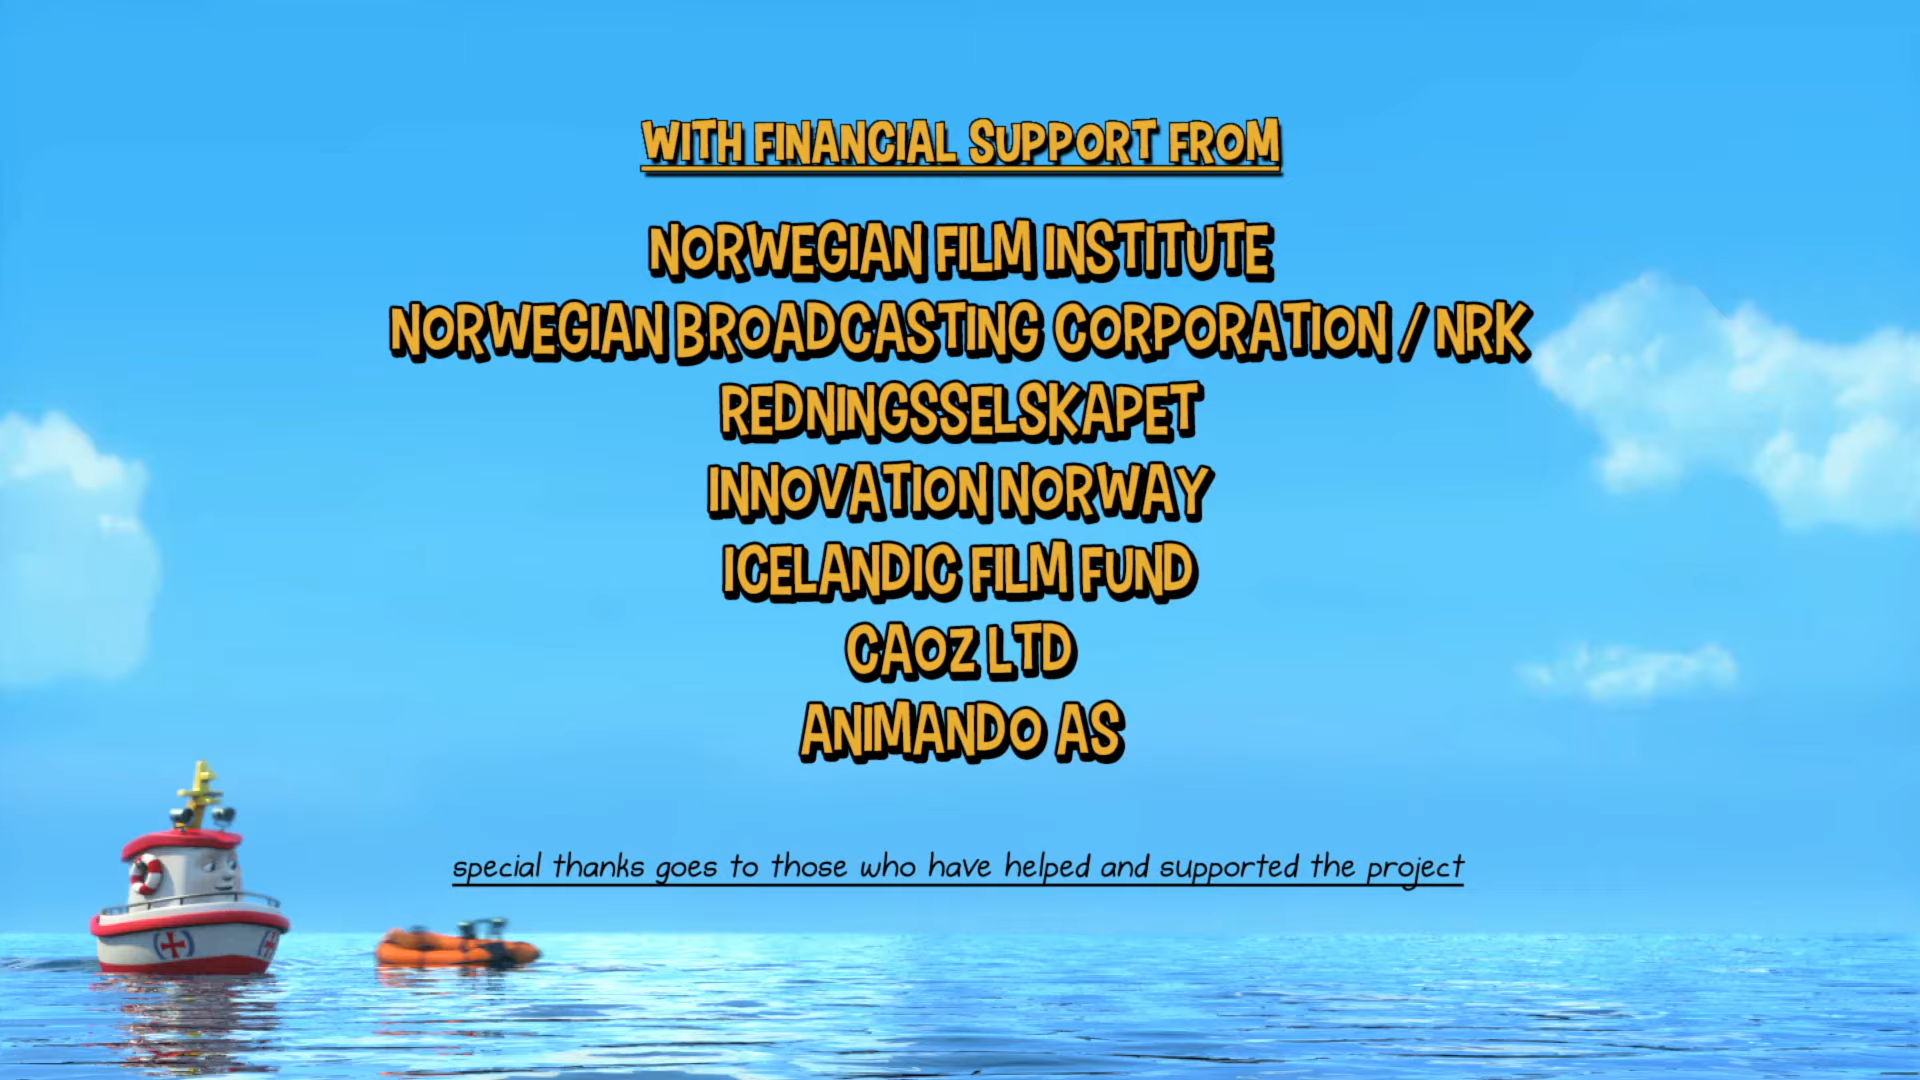 WITH FINANCIAL SUPPORT FROM
NORWEGIAN FILM INSTITUTE
NORWEGIAN BROADCASTING CORPORATION / NRK
REDNINGSSELSKAPET
INNOVATION NORWAY
ICELANDIC FILM FUND
CAOZ LTD
ANIMANDO AS
special thanks goes to those who have helped and supported the project